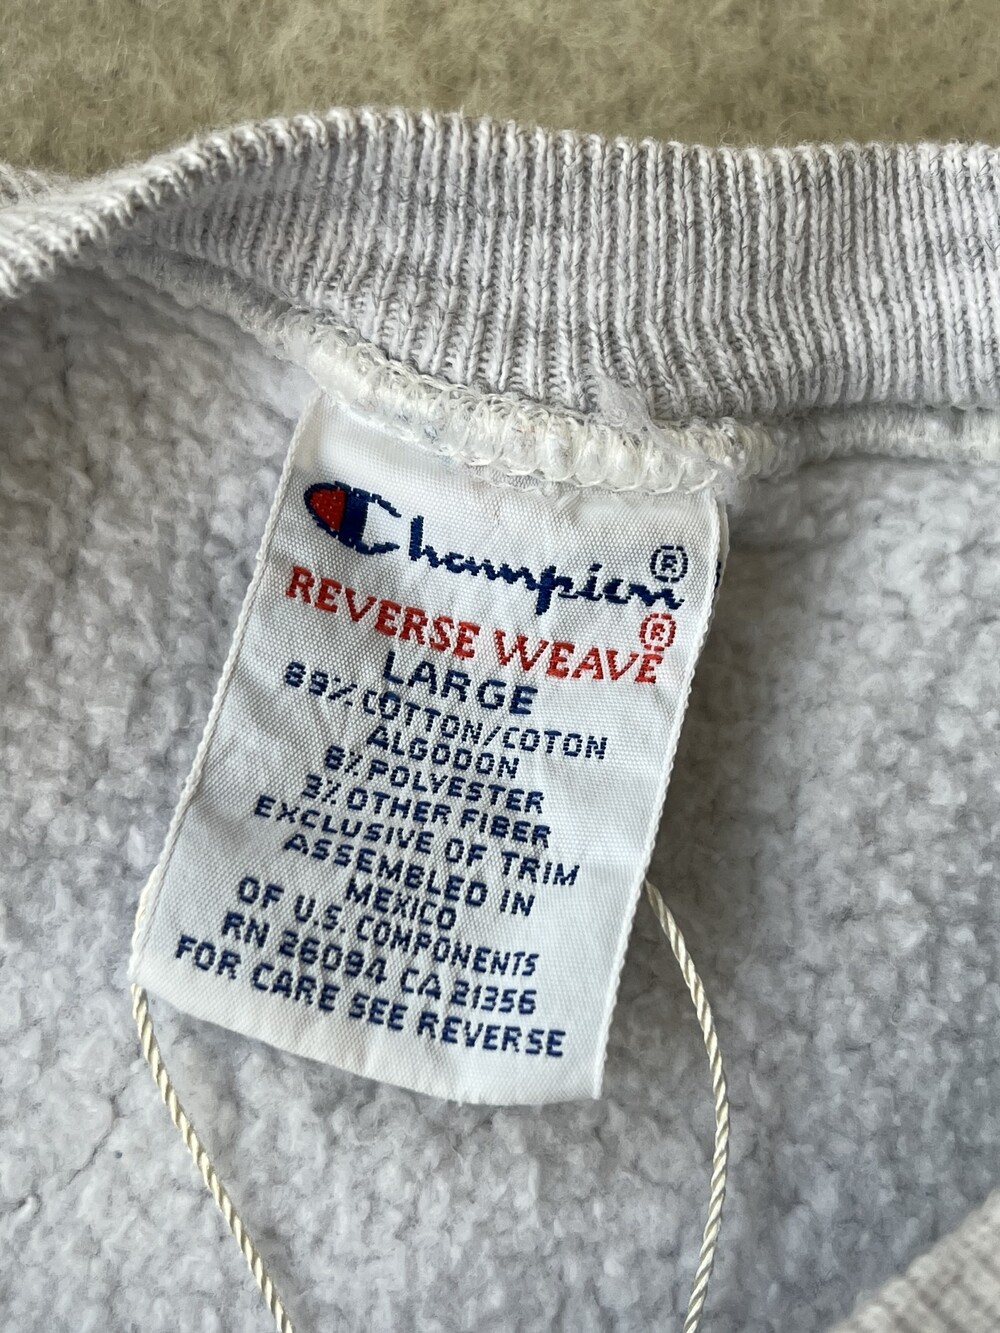 Champion®
REVERSE WEAVE®
LARGE
89% COTTON/COTON
ALGODON
8% POLYESTER
3% OTHER FIBER
EXCLUSIVE OF TRIM
ASSEMBLED IN
MEXICO
OF U.S. COMPONENTS
RN 26094 CA 21356
FOR CARE SEE REVERSE